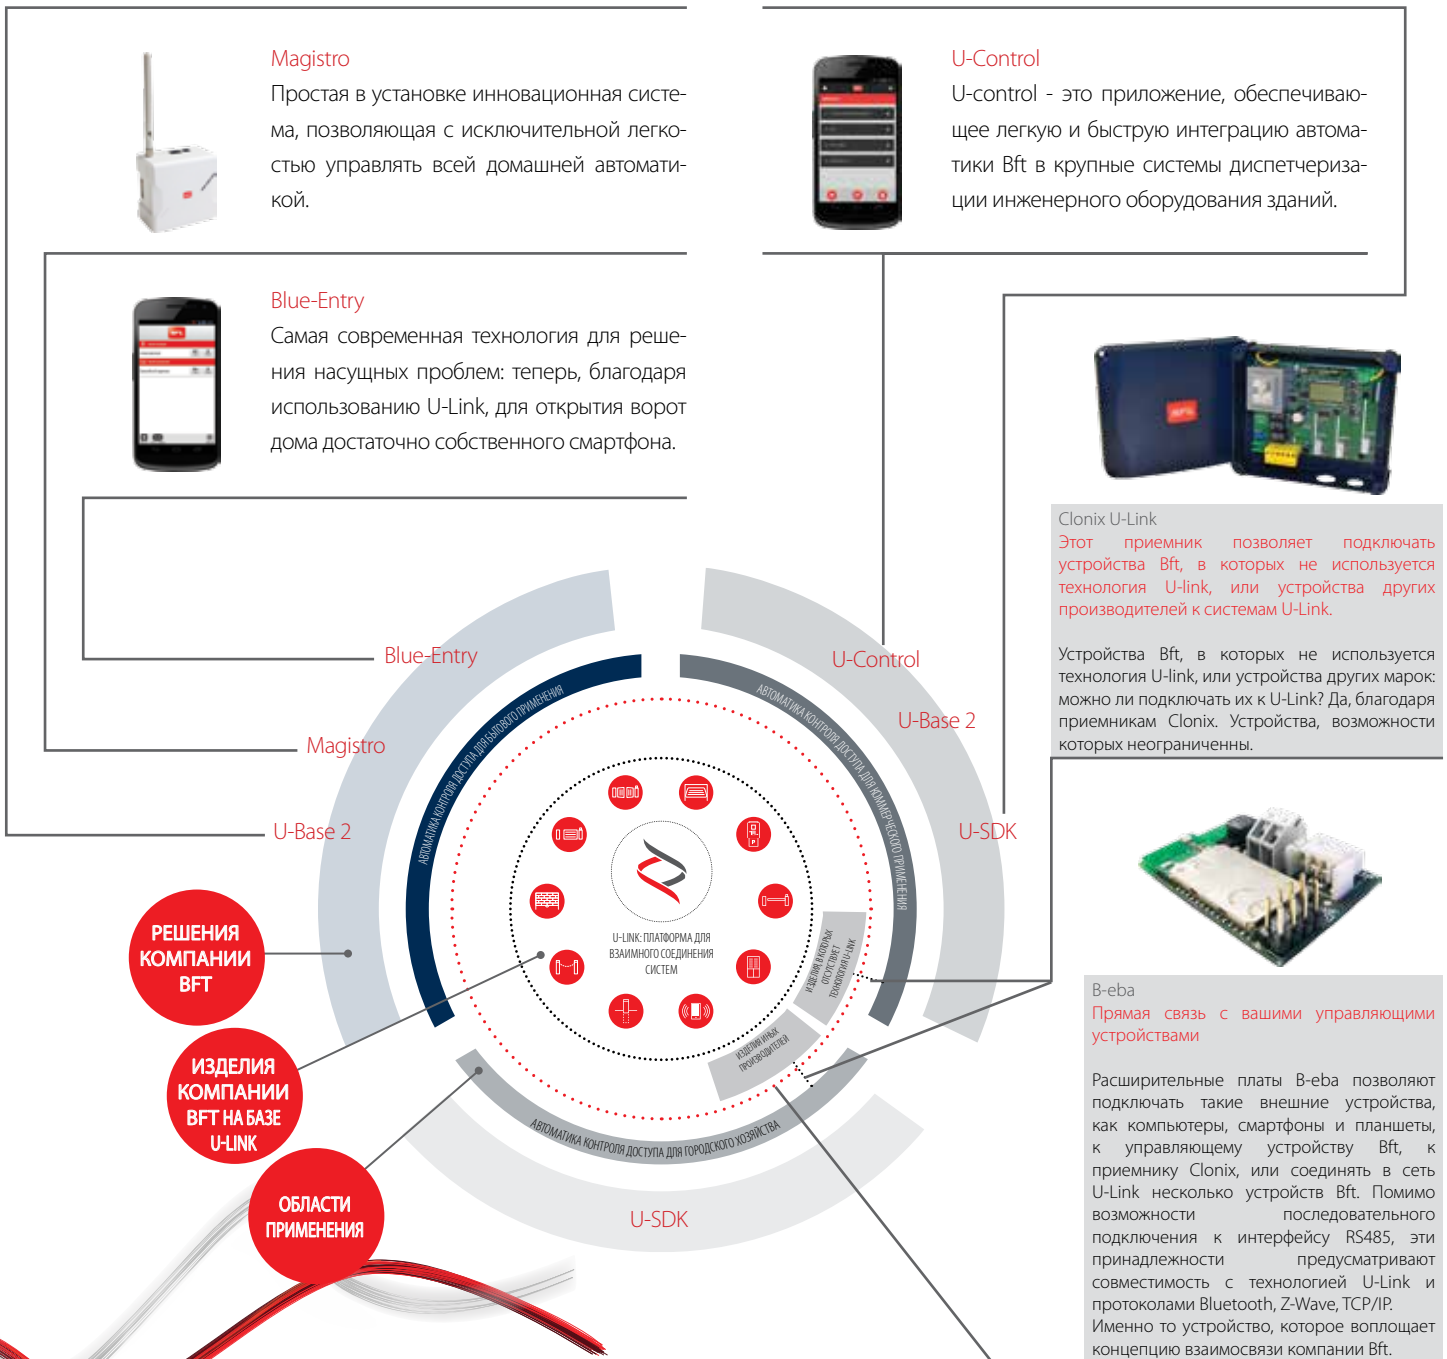 Magistro
Простая в установке инновационная систе-
ма, позволяющая с исключительной легко-
стью управлять всей домашней автомати-
кой.
U-Control
U-control - это приложение, обеспечиваю-
щее легкую и быструю интеграцию автома-
тики Bft в крупные системы диспетчериза-
ции инженерного оборудования зданий.
Blue-Entry
Самая современная технология для реше-
ния насущных проблем: теперь, благодаря
использованию U-Link, для открытия ворот
дома достаточно собственного смартфона.
Clonix U-Link
Этот приемник позволяет подключать
устройства Bft, в которых не используется
технология U-link, или устройства других
производителей к системам U-Link.
Устройства Bft, в которых не используется
технология U-link, или устройства других марок:
можно ли подключать их к U-Link? Да, благодаря
приемникам Clonix. Устройства, возможности
которых неограниченны.
Blue-Entry
Magistro
U-Base 2
U-Control
U-Base 2
U-SDK
АВТОМАТИКА КОНТРОЛЯ ДОСТУПА ДЛЯ БЫТОВОГО ПРИМЕНЕНИЯ
АВТОМАТИКА КОНТРОЛЯ ДОСТУПА ДЛЯ КОММЕРЧЕСКОГО ПРИМЕНЕНИЯ
P
U-LINK: ПЛАТФОРМА ДЛЯ
ВЗАИМНОГО СОЕДИНЕНИЯ
СИСТЕМ
ИЗДЕЛИЯ, В КОТОРЫХ
ОТСУТСТВУЕТ
ТЕХНОЛОГИЯ U-LINK
ИЗДЕЛИЯ ИНЫХ
ПРОИЗВОДИТЕЛЕЙ
АВТОМАТИКА КОНТРОЛЯ ДОСТУПА ДЛЯ ГОРОДСКОГО ХОЗЯЙСТВА
U-SDK
РЕШЕНИЯ
КОМПАНИИ
BFT
ИЗДЕЛИЯ
КОМПАНИИ
BFT НА БАЗЕ
U-LINK
ОБЛАСТИ
ПРИМЕНЕНИЯ
B-eba
Прямая связь с вашими управляющими
устройствами
Расширительные платы B-eba позволяют
подключать такие внешние устройства,
как компьютеры, смартфоны и планшеты,
к управляющему устройству Bft, к
приемнику Clonix, или соединять в сеть
U-Link несколько устройств Bft. Помимо
возможности последовательного
подключения к интерфейсу RS485, эти
принадлежности предусматривают
совместимость с технологией U-Link и
протоколами Bluetooth, Z-Wave, TCP/IP.
Именно то устройство, которое воплощает
концепцию взаимосвязи компании Bft.